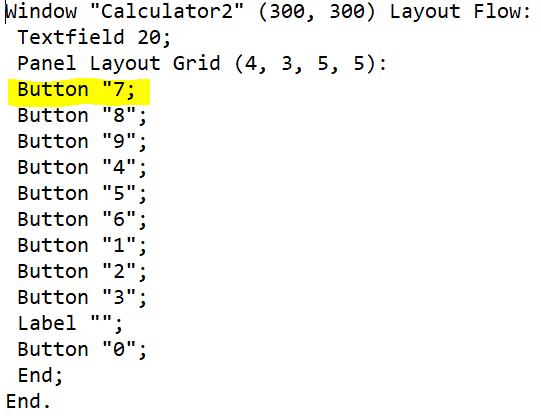 Window "Calculator2" (300, 300) Layout Flow:
Textfield 20;
Panel Layout Grid (4, 3, 5, 5):
Button "7;
Button "8";
Button "9";
Button "4";
Button "5";
Button "6";
Button "1";
Button "2";
Button "3";
Label "";
Button "0";
End;
End.